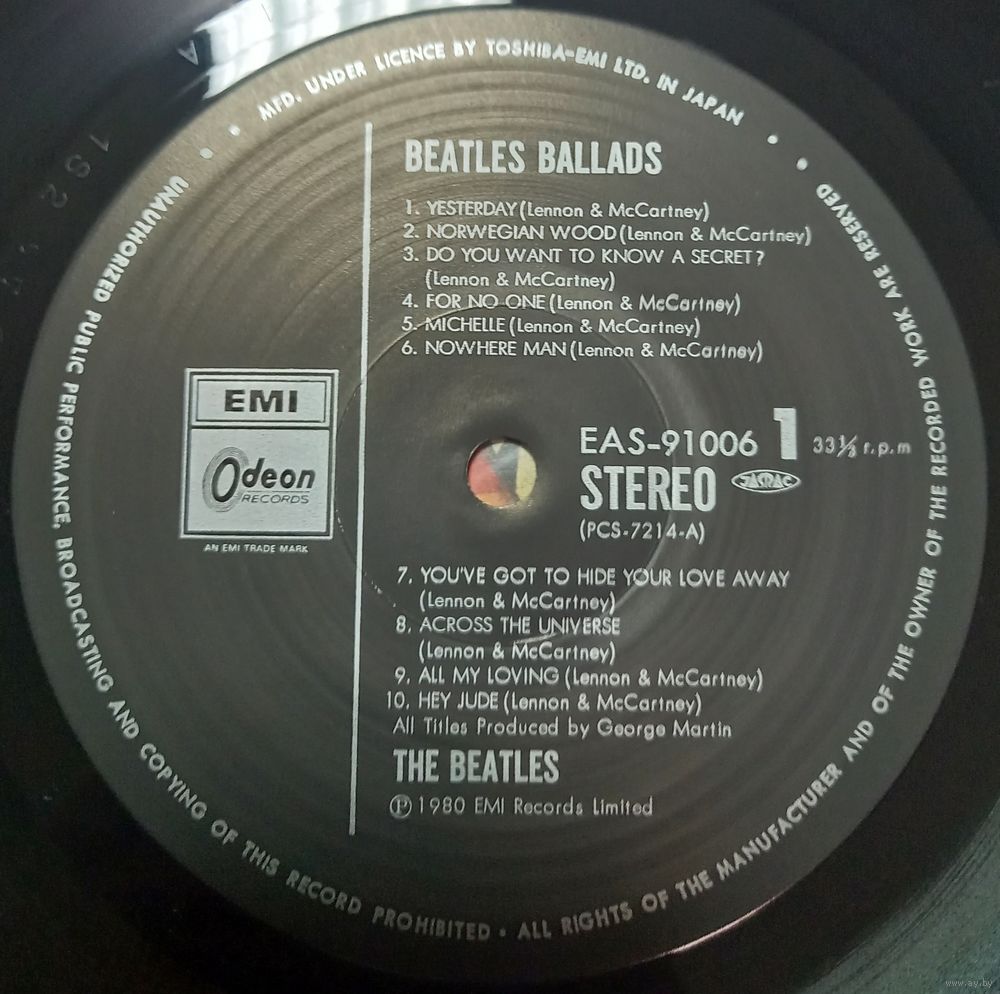 MFD. UNDER LICENCE BY TOSHIBA-EMI LTD. IN JAPAN
BEATLES BALLADS
1. YESTERDAY (Lennon & McCartney)
2. NORWEGIAN WOOD (Lennon & McCartney)
3. DO YOU WANT TO KNOW A SECRET?
(Lennon & McCartney)
4. FOR NO ONE (Lennon & McCartney)
5. MICHELLE (Lennon & McCartney)
6. NOWHERE MAN (Lennon & McCartney)
EMI
Odeon
RECORDS
AN EMI TRADE MARK
EAS-91006 1 33⅓ r.p.m
STEREO JASRAC
(PCS-7214-A)
7. YOU'VE GOT TO HIDE YOUR LOVE AWAY
(Lennon & McCartney)
8. ACROSS THE UNIVERSE
(Lennon & McCartney)
9. ALL MY LOVING (Lennon & McCartney)
10. HEY JUDE (Lennon & McCartney)
All Titles Produced by George Martin
THE BEATLES
Ⓟ 1980 EMI Records Limited
UNAUTHORIZED PUBLIC PERFORMANCE, BROADCASTING AND COPYING OF THIS RECORD PROHIBITED • ALL RIGHTS OF THE MANUFACTURER AND OF THE OWNER OF THE RECORDED WORK ARE RESERVED
www.ay.by